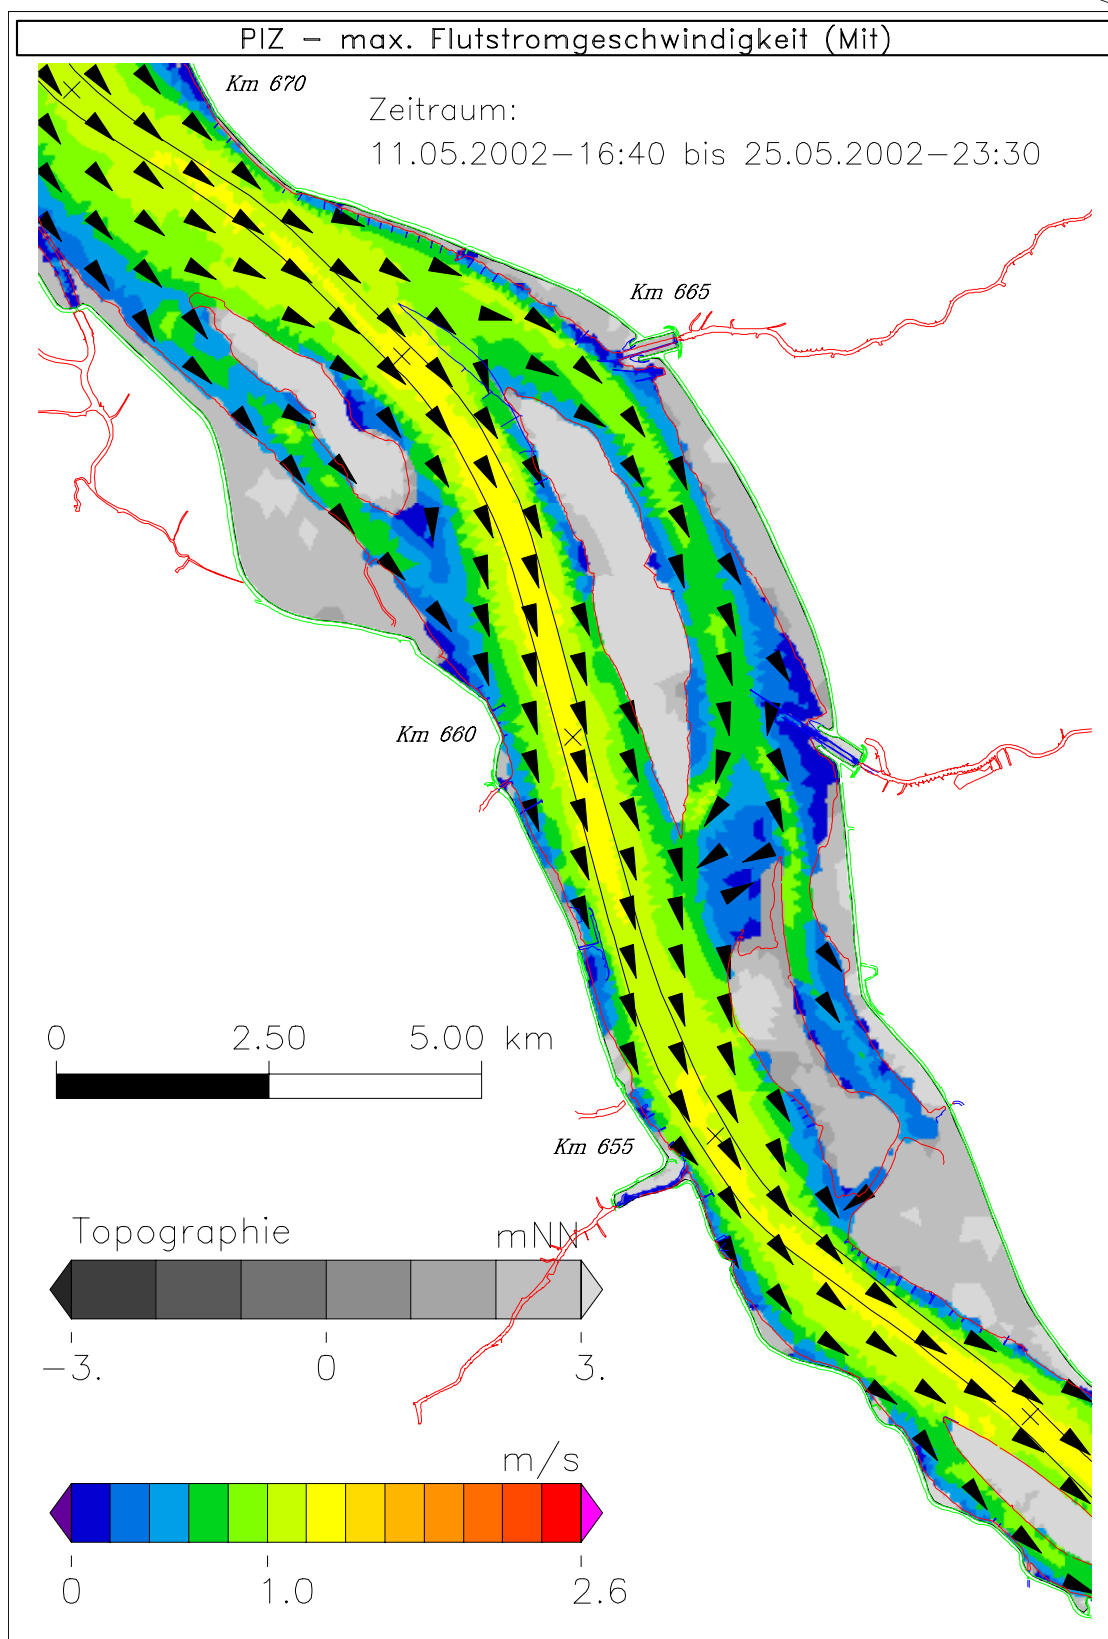 PIZ – max. Flutstromgeschwindigkeit (Mit)
Km 670
Zeitraum:
11.05.2002–16:40 bis 25.05.2002–23:30
Km 665
Km 660
0 2.50 5.00 km
Km 655
Topographie mNN
–3. 0 3.
m/s
0 1.0 2.6